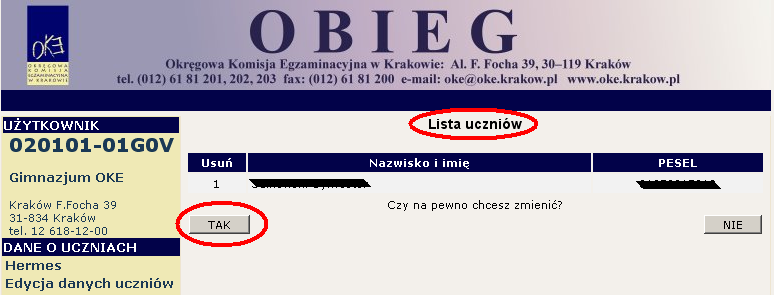 OBIEG
OKE
OKRĘGOWA
KOMISJA
EGZAMINACYJNA
W KRAKOWIE
Okręgowa Komisja Egzaminacyjna w Krakowie: Al. F. Focha 39, 30–119 Kraków
tel. (012) 61 81 201, 202, 203 fax: (012) 61 81 200 e-mail: oke@oke.krakow.pl www.oke.krakow.pl
UŻYTKOWNIK
020101-01G0V
Gimnazjum OKE
Kraków F.Focha 39
31-834 Kraków
tel. 12 618-12-00
DANE O UCZNIACH
Hermes
Edycja danych uczniów
Lista uczniów
Usuń Nazwisko i imię PESEL
1
Czy na pewno chcesz zmienić?
TAK NIE